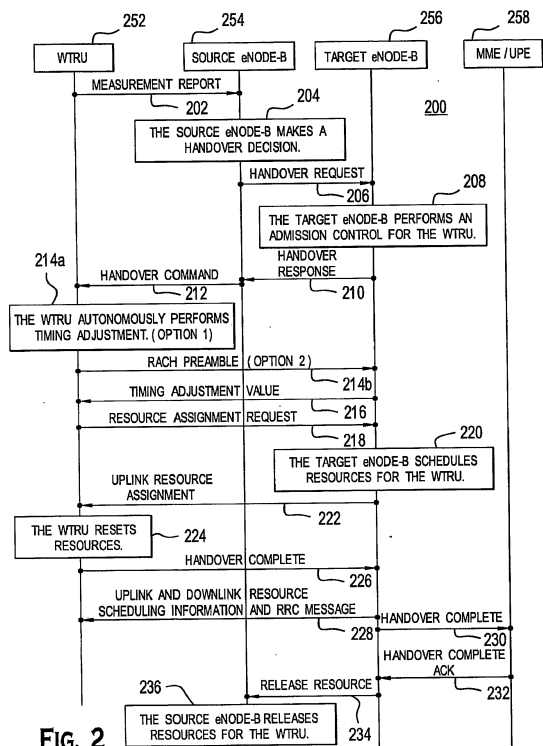 252
254
256
258
WTRU
SOURCE eNODE-B
TARGET eNODE-B
MME / UPE
MEASUREMENT REPORT
202
204
200
THE SOURCE eNODE-B MAKES A
HANDOVER DECISION.
HANDOVER REQUEST
206
208
THE TARGET eNODE-B PERFORMS AN
ADMISSION CONTROL FOR THE WTRU.
214a
HANDOVER COMMAND
212
HANDOVER
RESPONSE
210
THE WTRU AUTONOMOUSLY PERFORMS
TIMING ADJUSTMENT. (OPTION 1)
RACH PREAMBLE (OPTION 2)
214b
TIMING ADJUSTMENT VALUE
216
RESOURCE ASSIGNMENT REQUEST
218
220
THE TARGET eNODE-B SCHEDULES
RESOURCES FOR THE WTRU.
UPLINK RESOURCE
ASSIGNMENT
222
THE WTRU RESETS
RESOURCES.
224
HANDOVER COMPLETE
226
UPLINK AND DOWNLINK RESOURCE
SCHEDULING INFORMATION AND RRC MESSAGE
228
HANDOVER COMPLETE
230
HANDOVER COMPLETE
ACK
232
236
RELEASE RESOURCE
234
THE SOURCE eNODE-B RELEASES
RESOURCES FOR THE WTRU.
FIG. 2